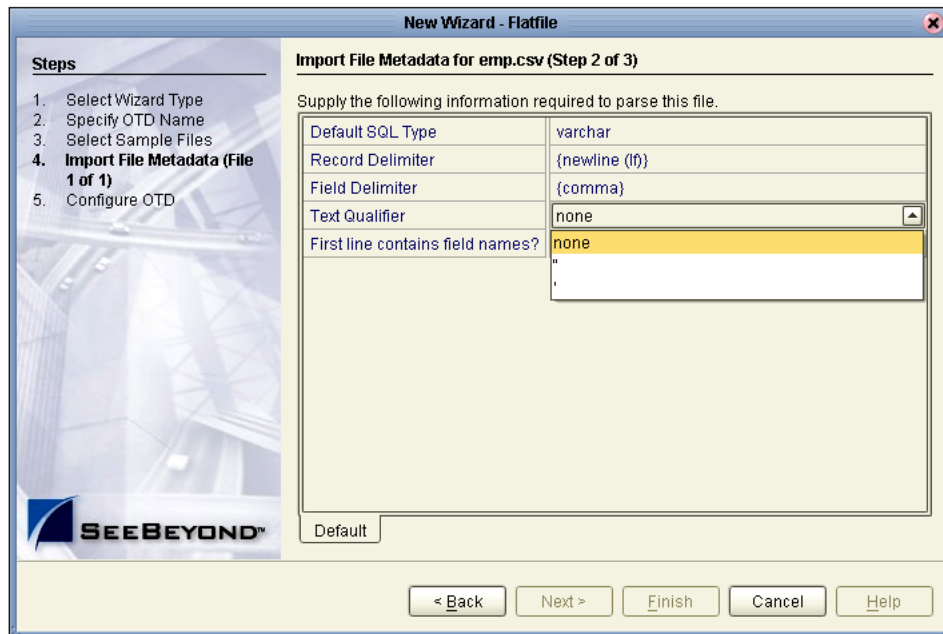 New Wizard - Flatfile
Steps
1. Select Wizard Type
2. Specify OTD Name
3. Select Sample Files
4. Import File Metadata (File
1 of 1)
5. Configure OTD
SEEBEYOND™
Import File Metadata for emp.csv (Step 2 of 3)
Supply the following information required to parse this file.
Default SQL Type varchar
Record Delimiter {newline (lf)}
Field Delimiter {comma}
Text Qualifier none
First line contains field names? none
"
'
Default
< Back Next > Finish Cancel Help